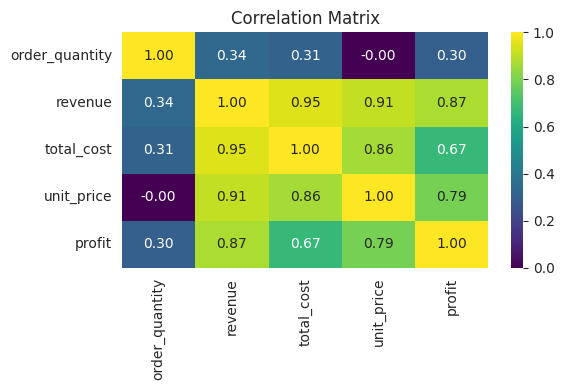 Correlation Matrix
order_quantity 1.00 0.34 0.31 -0.00 0.30
revenue 0.34 1.00 0.95 0.91 0.87
total_cost 0.31 0.95 1.00 0.86 0.67
unit_price -0.00 0.91 0.86 1.00 0.79
profit 0.30 0.87 0.67 0.79 1.00
order_quantity revenue total_cost unit_price profit
1.0
0.8
0.6
0.4
0.2
0.0